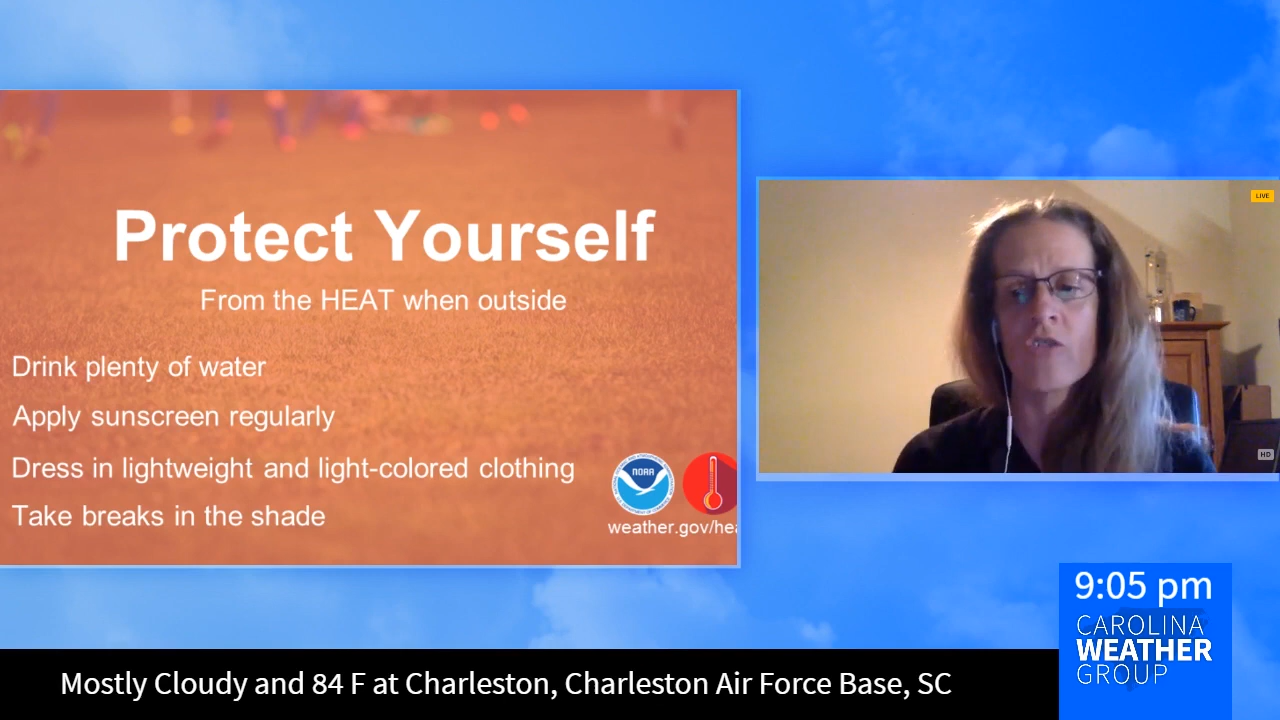 Protect Yourself
From the HEAT when outside
Drink plenty of water
Apply sunscreen regularly
Dress in lightweight and light-colored clothing
Take breaks in the shade
NOAA
weather.gov/hea
LIVE
HD
9:05 pm
CAROLINA
WEATHER
GROUP
Mostly Cloudy and 84 F at Charleston, Charleston Air Force Base, SC